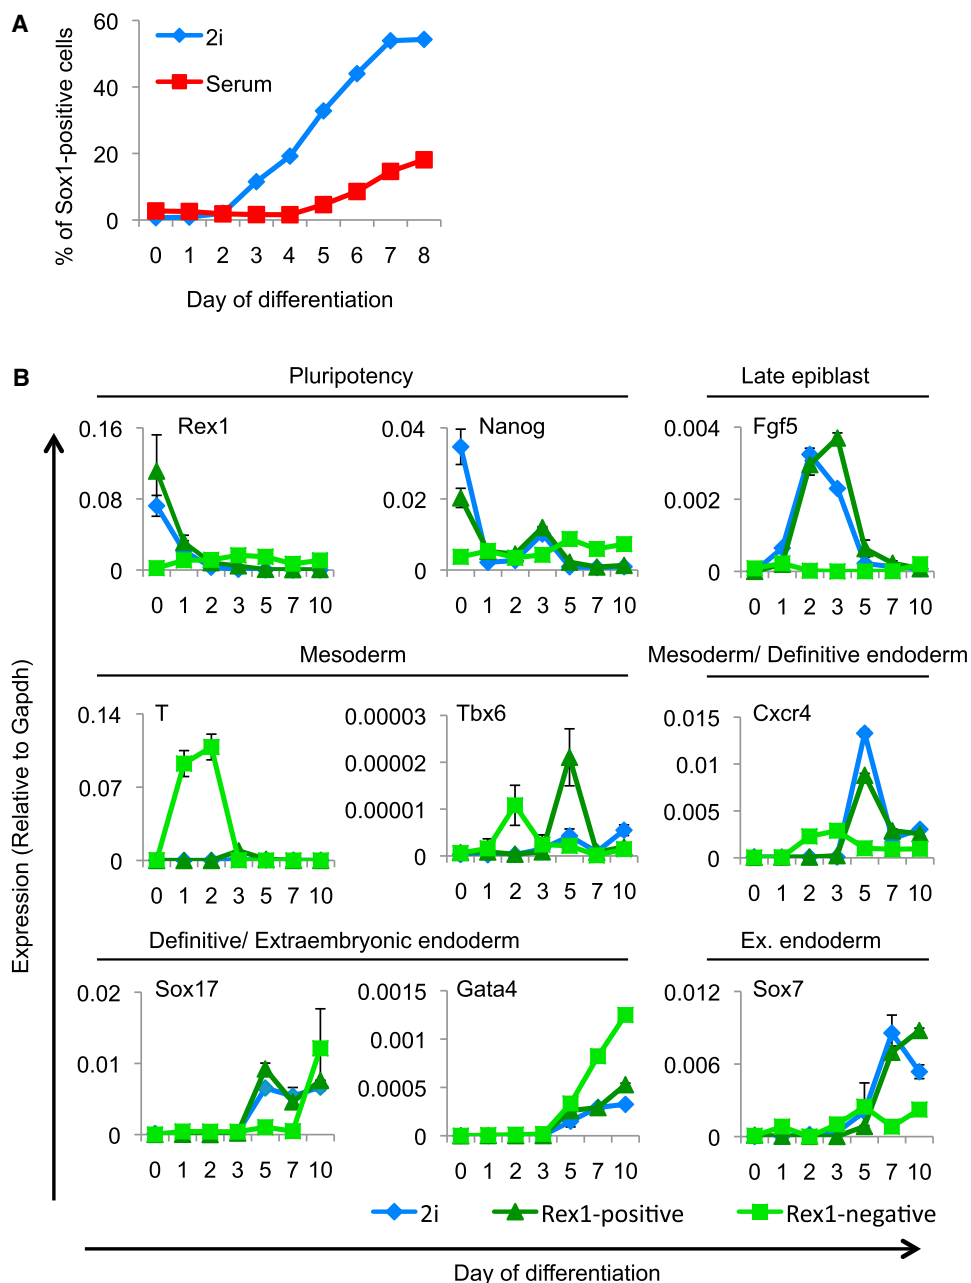 A
% of Sox1-positive cells
60
40
20
0
2i
Serum
0 1 2 3 4 5 6 7 8
Day of differentiation
B
Expression (Relative to Gapdh)
Pluripotency
Late epiblast
Rex1
0.16
0.08
0
0 1 2 3 5 7 10
Nanog
0.04
0.02
0
0 1 2 3 5 7 10
Fgf5
0.004
0.002
0
0 1 2 3 5 7 10
Mesoderm
Mesoderm/ Definitive endoderm
T
0.14
0.07
0
0 1 2 3 5 7 10
Tbx6
0.00003
0.00002
0.00001
0
0 1 2 3 5 7 10
Cxcr4
0.015
0.01
0.005
0
0 1 2 3 5 7 10
Definitive/ Extraembryonic endoderm
Ex. endoderm
Sox17
0.02
0.01
0
0 1 2 3 5 7 10
Gata4
0.0015
0.001
0.0005
0
0 1 2 3 5 7 10
Sox7
0.012
0.006
0
0 1 2 3 5 7 10
2i
Rex1-positive
Rex1-negative
Day of differentiation